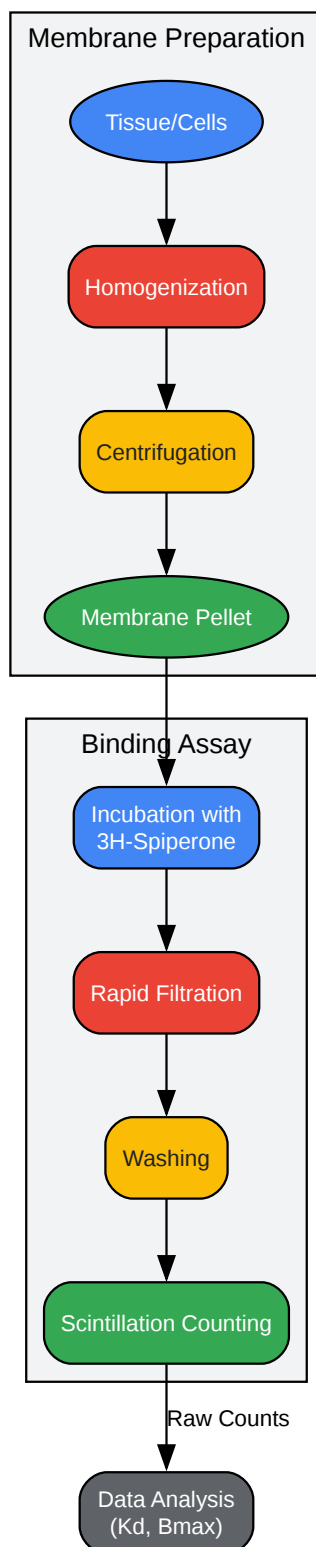 Membrane Preparation
Tissue/Cells
Homogenization
Centrifugation
Membrane Pellet
Binding Assay
Incubation with
3H-Spiperone
Rapid Filtration
Washing
Scintillation Counting
Raw Counts
Data Analysis
(Kd, Bmax)